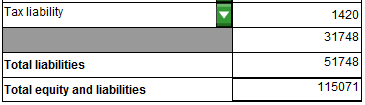 Tax liability 1420
31748
Total liabilities 51748
Total equity and liabilities 115071